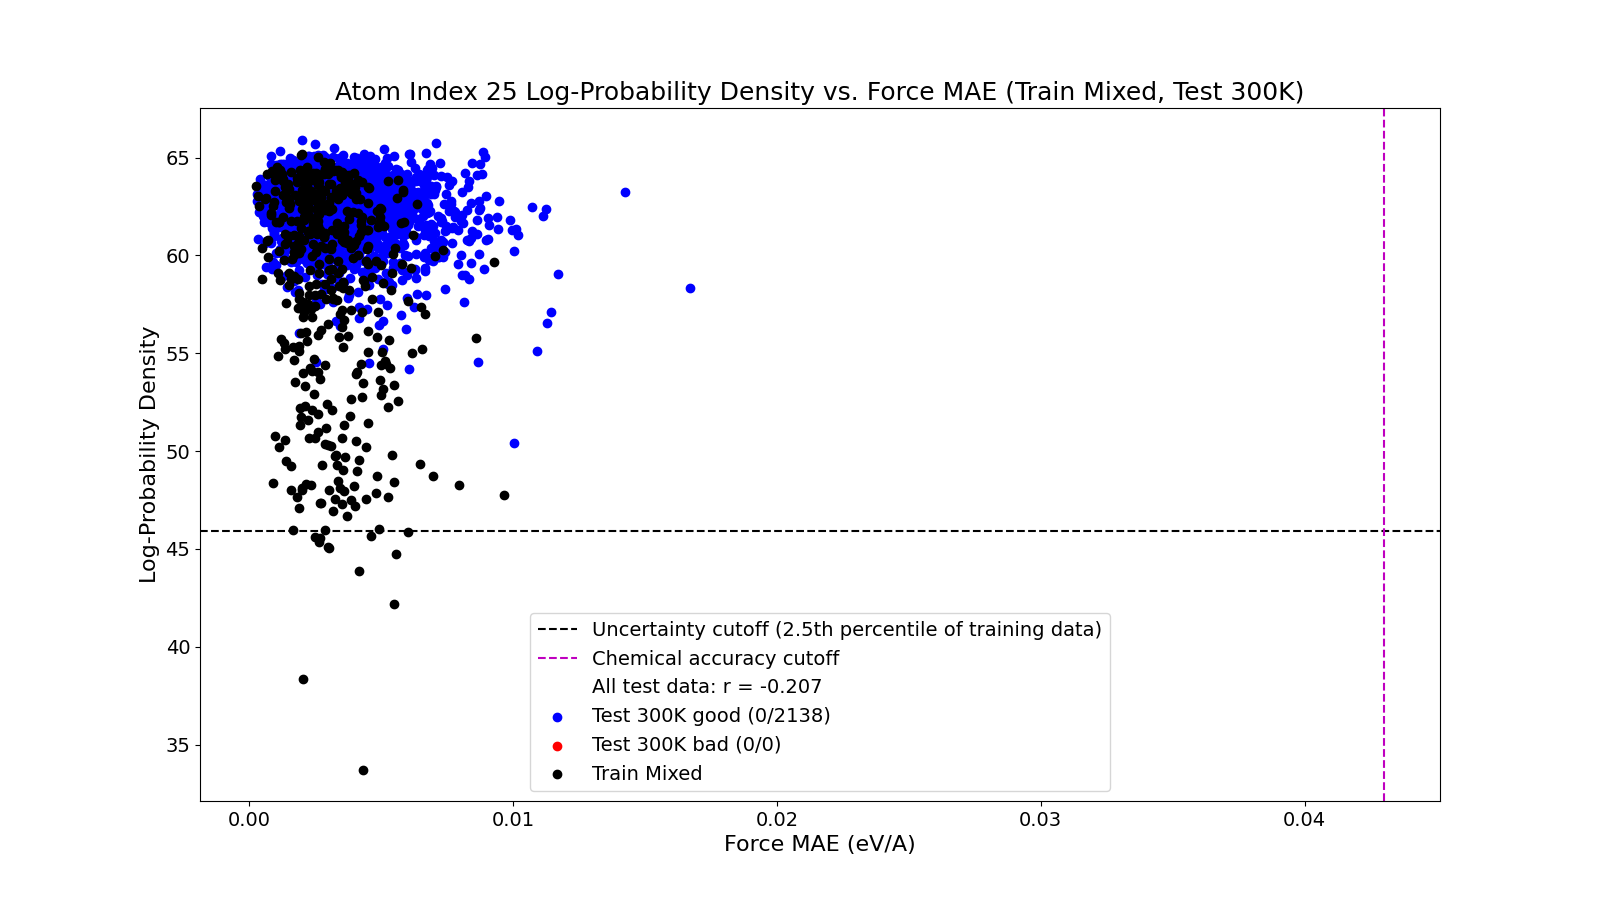 Atom Index 25 Log-Probability Density vs. Force MAE (Train Mixed, Test 300K)
Log-Probability Density
65
60
55
50
45
40
35
Uncertainty cutoff (2.5th percentile of training data)
Chemical accuracy cutoff
All test data: r = -0.207
Test 300K good (0/2138)
Test 300K bad (0/0)
Train Mixed
0.00 0.01 0.02 0.03 0.04
Force MAE (eV/A)